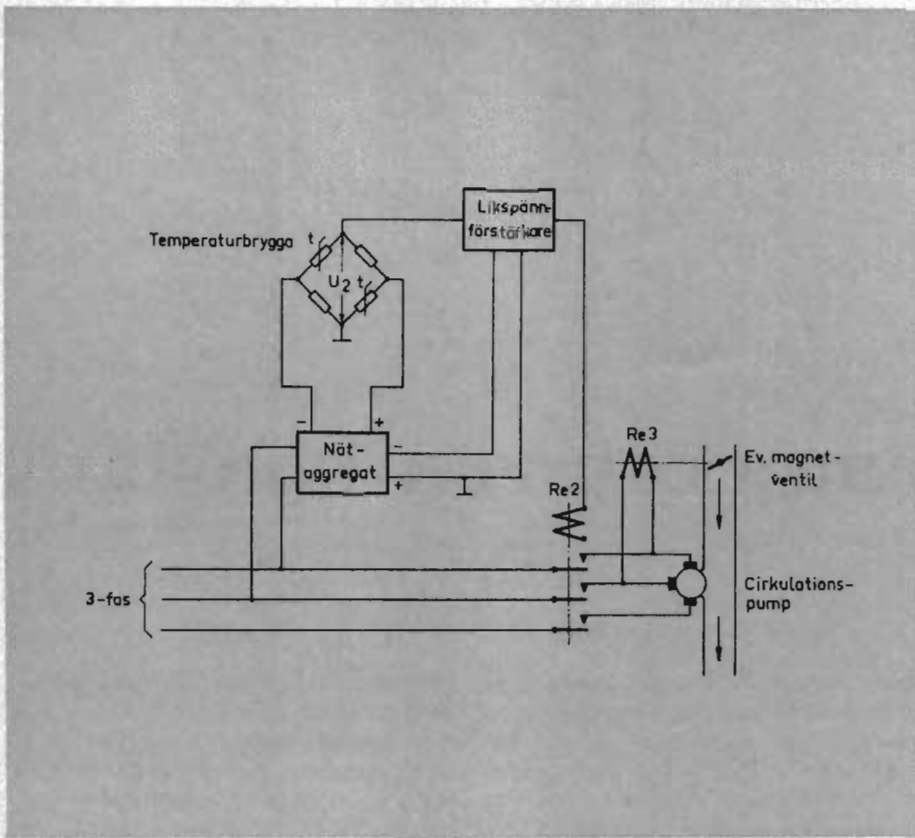 Likspänn-
förstärkare
Temperaturbrygga
t
U2
t
-
+
Nät-
aggregat
-
+
Re3
Ev. magnet-
ventil
Re2
3-fas
Cirkulations-
pump